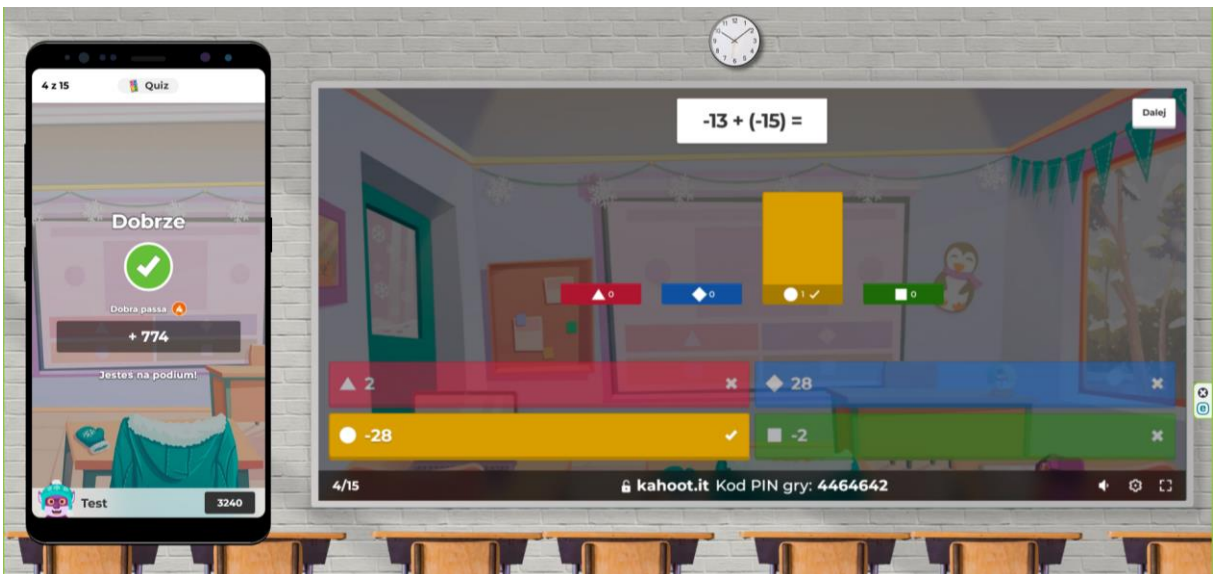 4 z 15
Quiz
Dobrze
Dobra passa 4
+ 774
Jesteś na podium!
Test
3240
-13 + (-15) =
Dalej
0
0
1
0
2
28
-28
-2
4/15
kahoot.it Kod PIN gry: 4464642